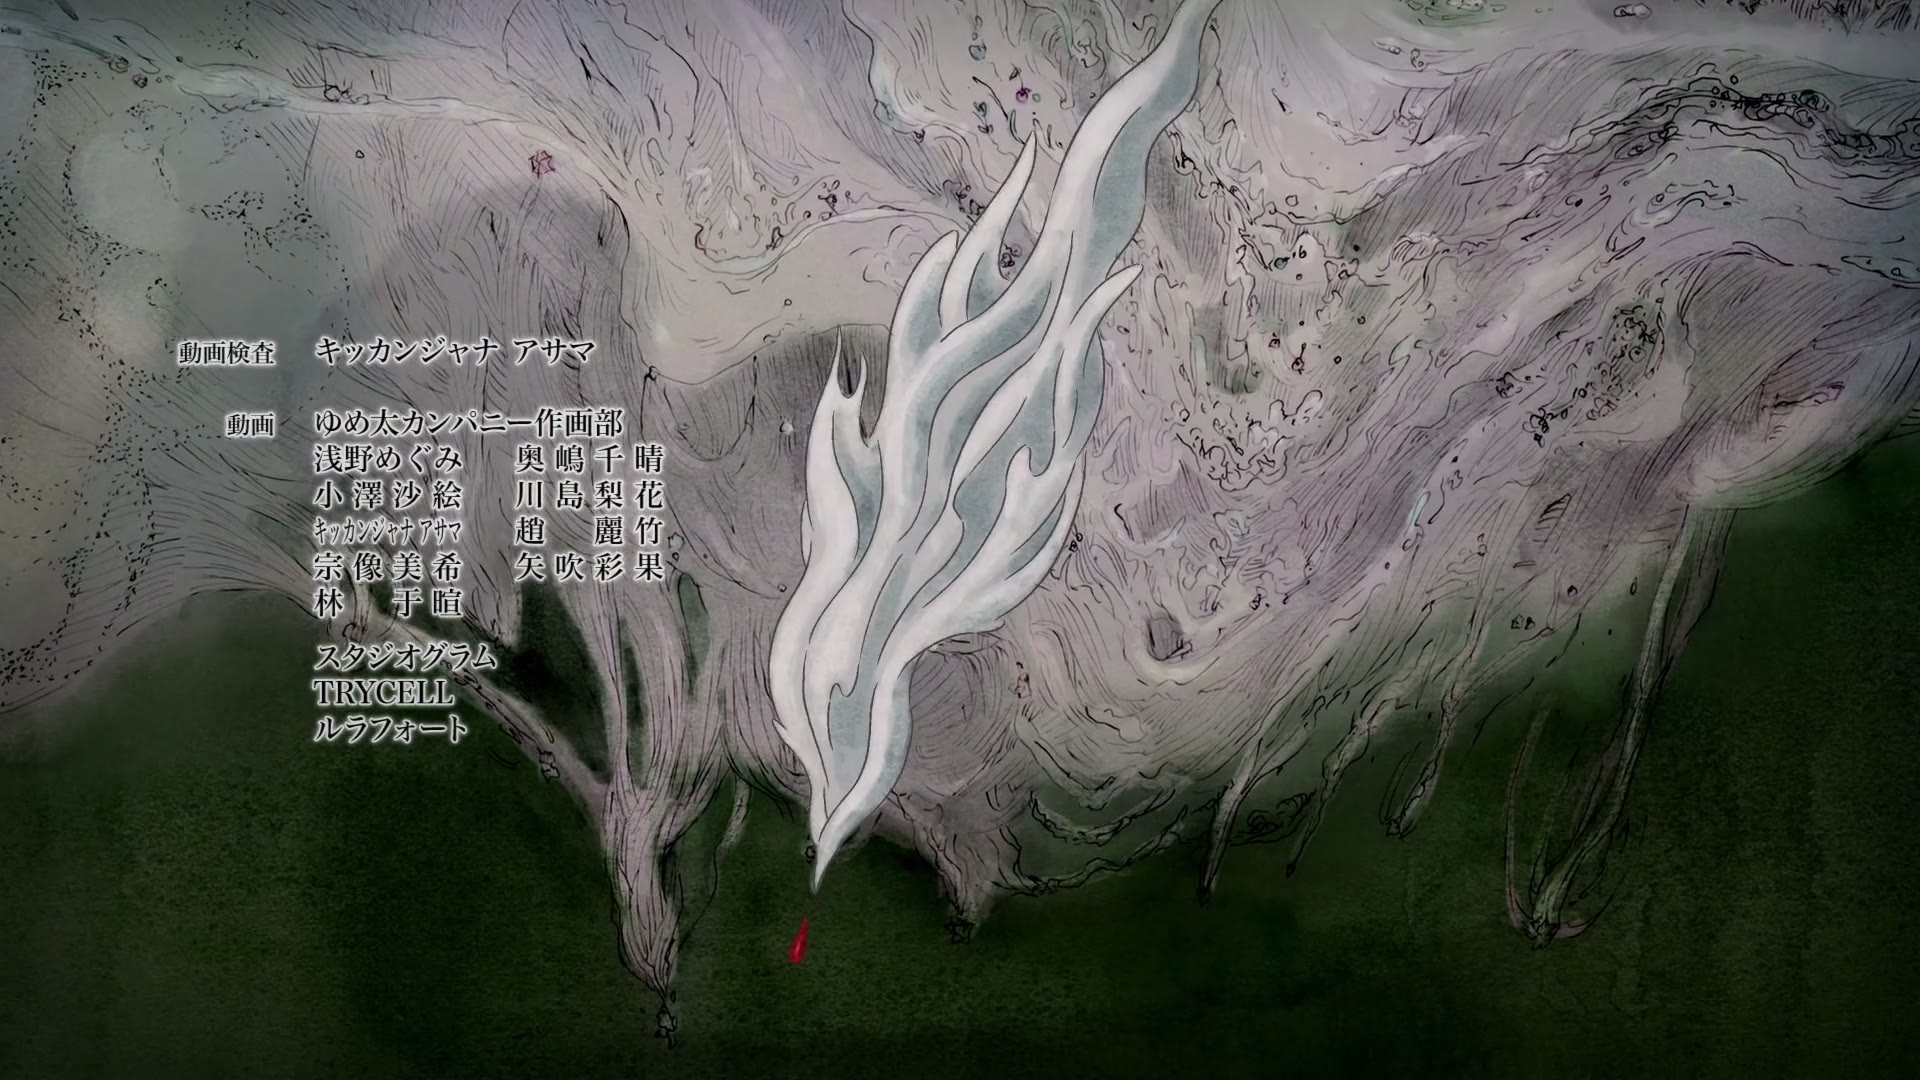 動画検査 キッカンジャナ アサマ
動画 ゆめ太カンパニー作画部
浅野めぐみ 奥嶋千晴
小澤沙絵 川島梨花
キッカンジャナ アサマ 趙麗竹
宗像美希 矢吹彩果
林于暄
スタジオグラム
TRYCELL
ルラフォート